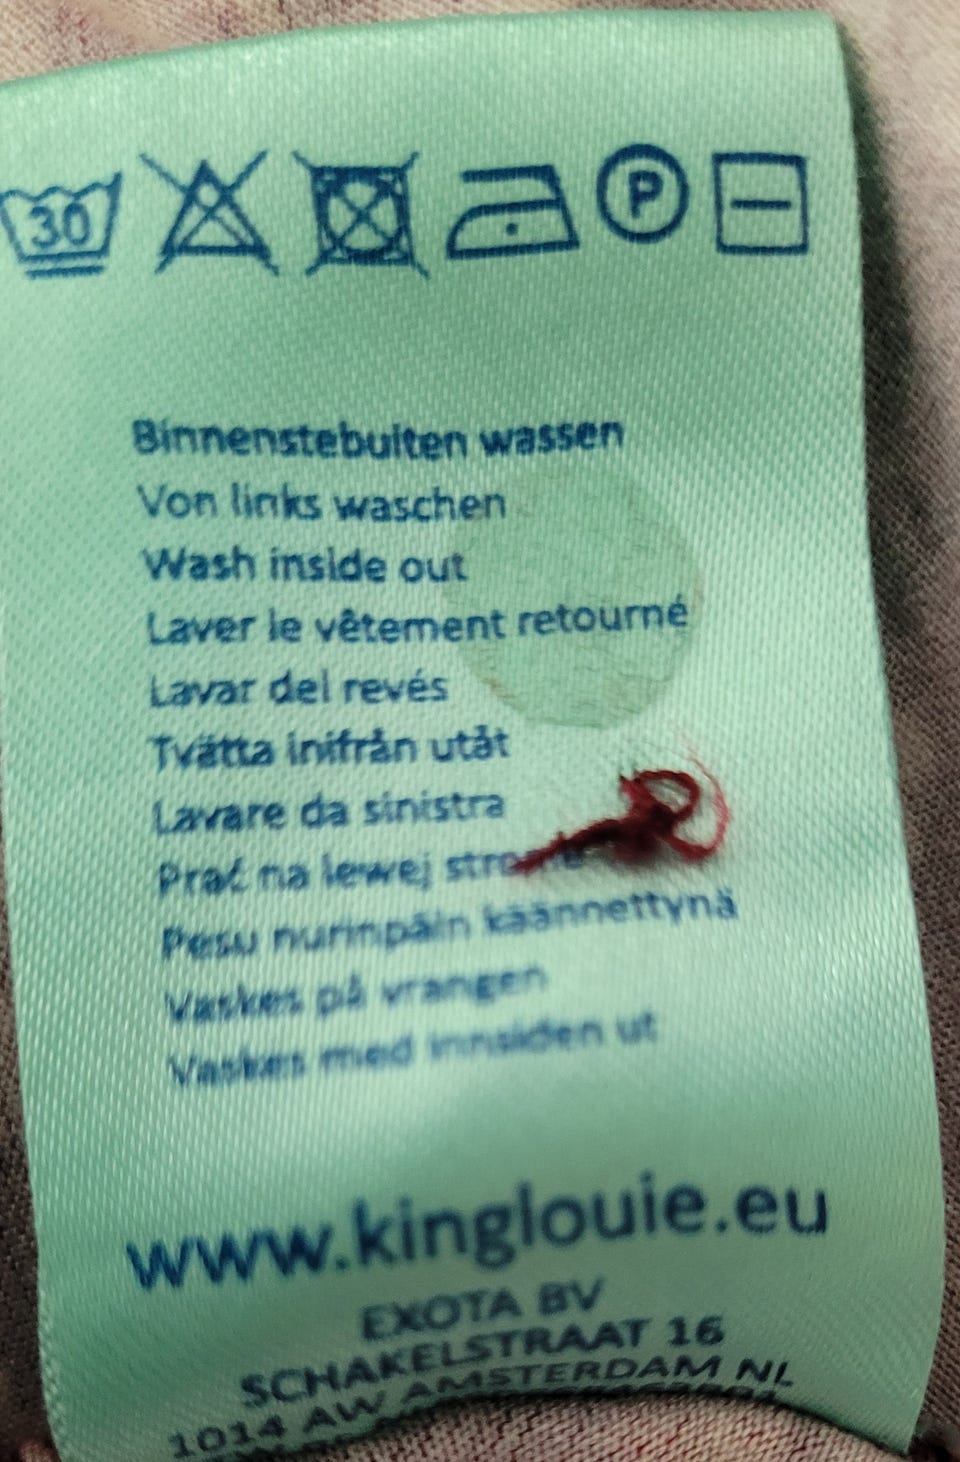 30
P
Binnenstebuiten wassen
Von links waschen
Wash inside out
Laver le vêtement retourné
Lavar del revés
Tvätta inifrån utåt
Lavare da sinistra
Prać na lewej
Pesu nurinpäin käännettynä
Vaskes på vrangen
Vaskes med innsiden ut
www.kinglouie.eu
EXOTA BV
SCHAKELSTRAAT 16
1014 AW AMSTERDAM NL